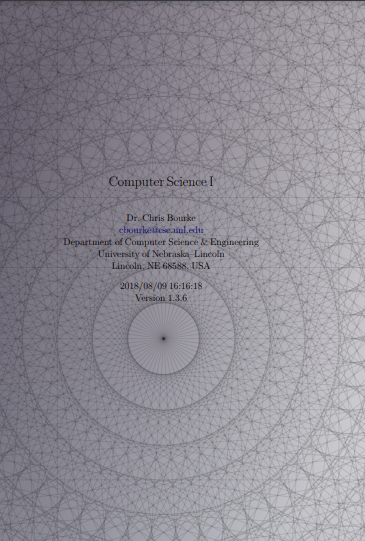 Computer Science I
Dr. Chris Bourke
cbourke@cse.unl.edu
Department of Computer Science & Engineering
University of Nebraska–Lincoln
Lincoln, NE 68588, USA
2018/08/09 16:16:18
Version 1.3.6